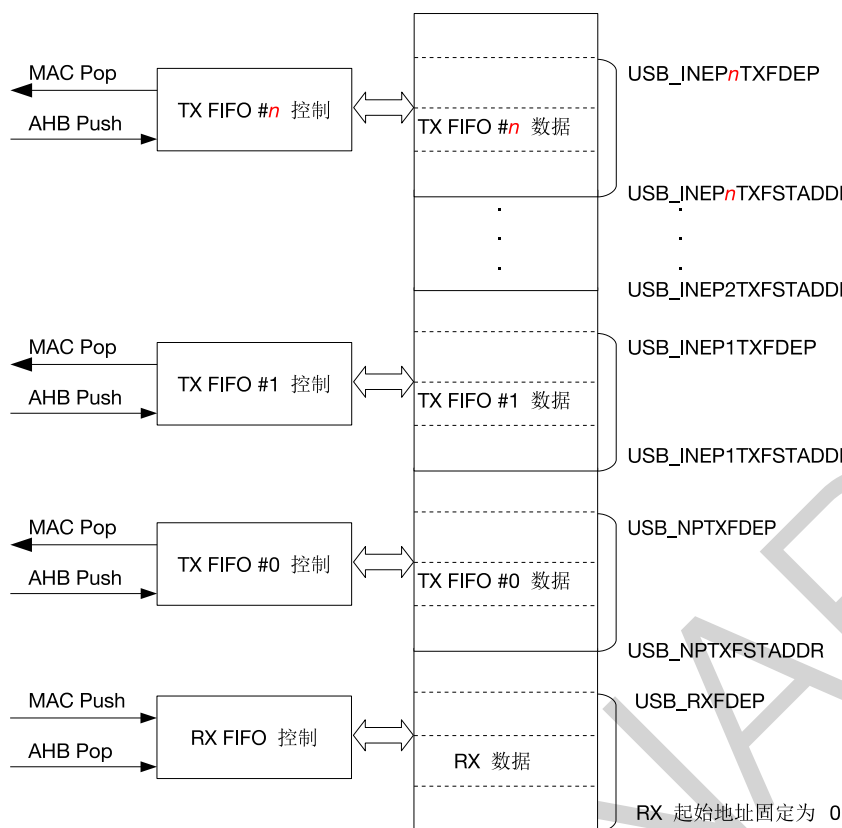 MAC Pop
AHB Push
TX FIFO #n 控制
TX FIFO #n 数据
USB_INEPnTXFDEP
USB_INEPnTXFSTADD
USB_INEP2TXFSTADD
MAC Pop
AHB Push
TX FIFO #1 控制
TX FIFO #1 数据
USB_INEP1TXFDEP
USB_INEP1TXFSTADD
MAC Pop
AHB Push
TX FIFO #0 控制
TX FIFO #0 数据
USB_NPTXFDEP
USB_NPTXFSTADDR
MAC Push
AHB Pop
RX FIFO 控制
RX 数据
USB_RXFDEP
RX 起始地址固定为 0